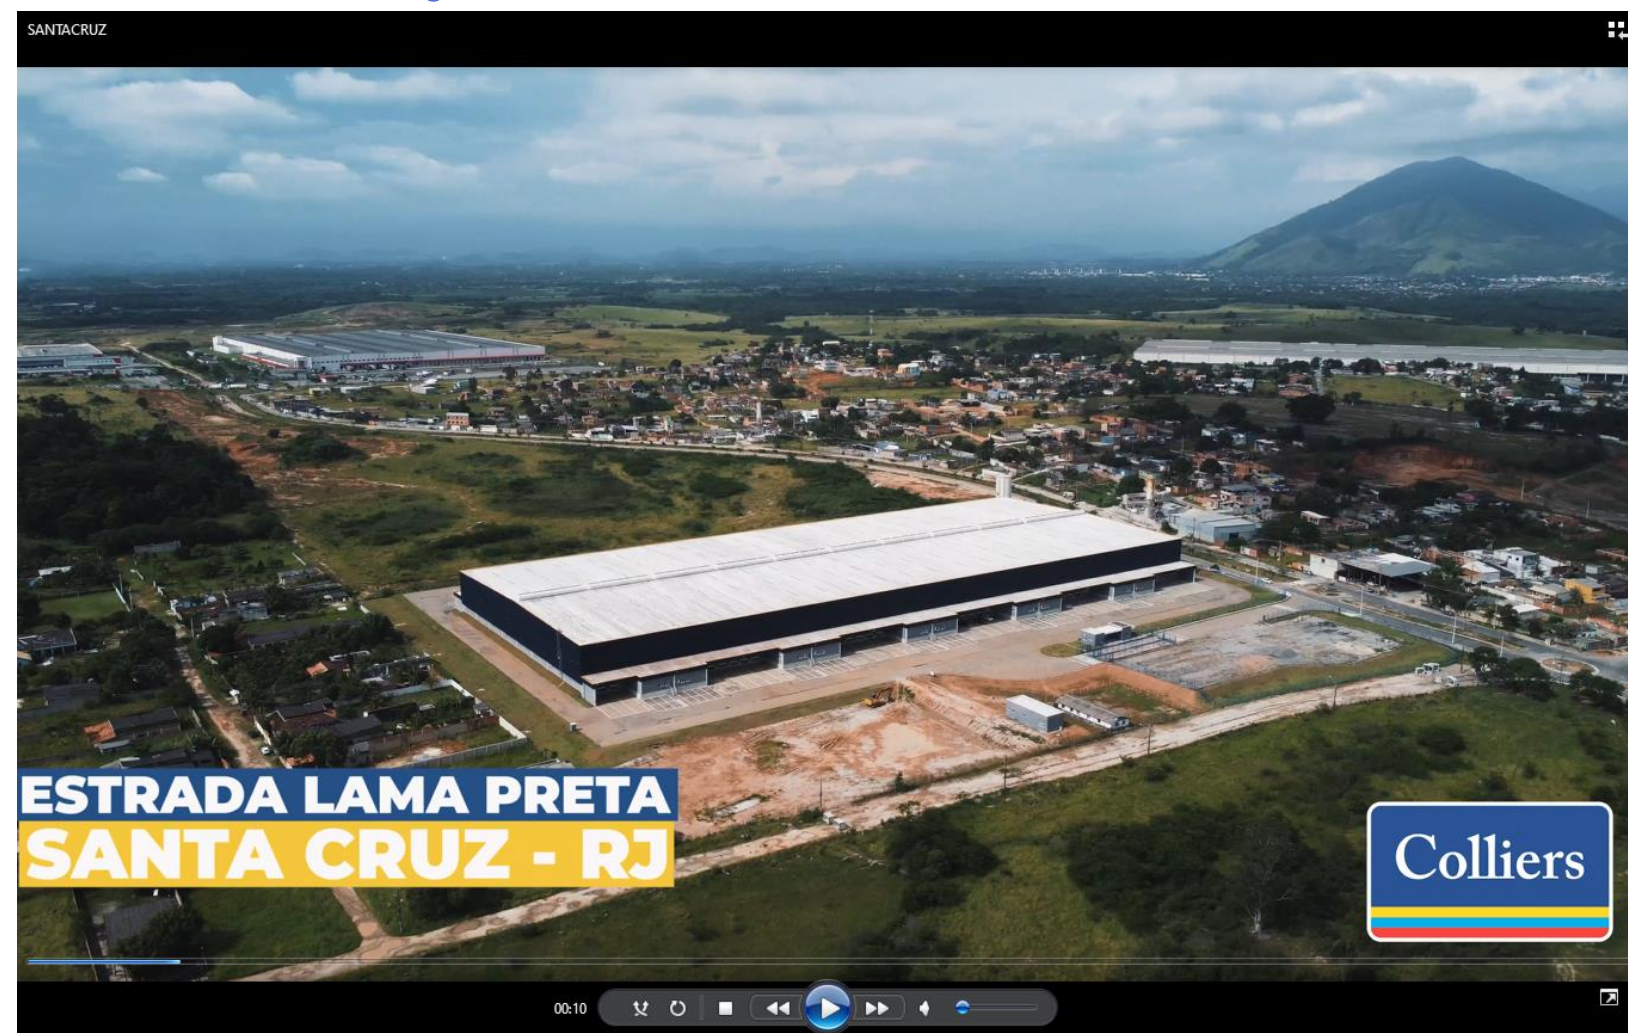 SANTACRUZ
ESTRADA LAMA PRETA
SANTA CRUZ - RJ
Colliers
00:10